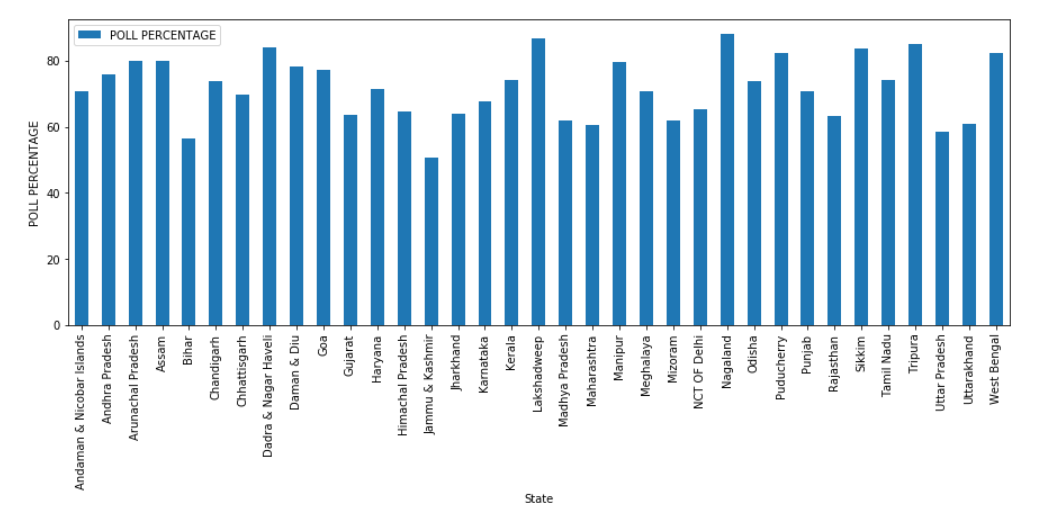 POLL PERCENTAGE
POLL PERCENTAGE
80
60
40
20
0
Andaman & Nicobar Islands
Andhra Pradesh
Arunachal Pradesh
Assam
Bihar
Chandigarh
Chhattisgarh
Dadra & Nagar Haveli
Daman & Diu
Goa
Gujarat
Haryana
Himachal Pradesh
Jammu & Kashmir
Jharkhand
Karnataka
Kerala
Lakshadweep
Madhya Pradesh
Maharashtra
Manipur
Meghalaya
Mizoram
NCT OF Delhi
Nagaland
Odisha
Puducherry
Punjab
Rajasthan
Sikkim
Tamil Nadu
Tripura
Uttar Pradesh
Uttarakhand
West Bengal
State